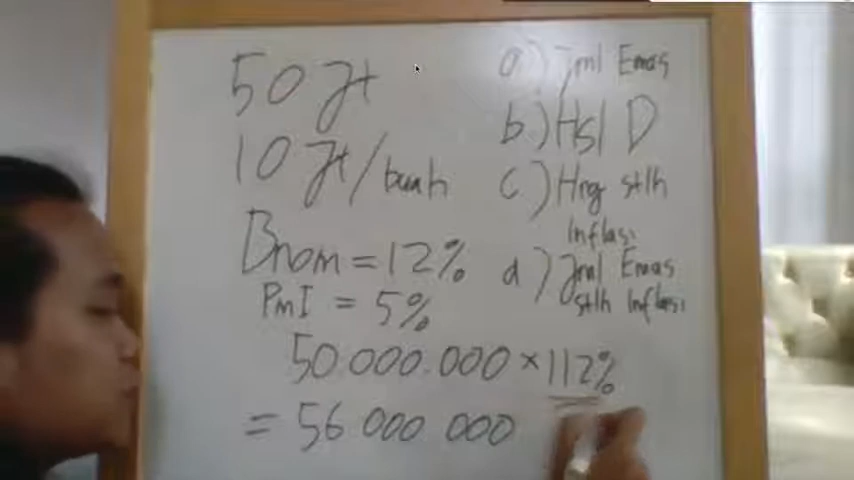 50 Jt
10 Jt/buah
Bnom = 12%
PmI = 5%
a) Jml Emas
b) Hsl D
c) Hrg stlh
Inflasi
d) Jml Emas
stlh Inflasi
50.000.000 × 112%
= 56 000 000